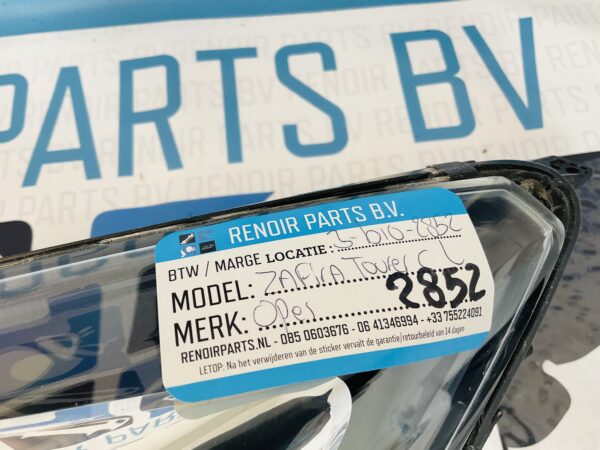 PARTS BV.
PARTS BV
RENOIR PARTS B.V.
BTW / MARGE LOCATIE: 3-b10-2852
MODEL: ZAFIRA Tourer C L
MERK: Opel 2852
RENOIRPARTS.NL - 085 0603676 - 06 41346994 - +33 755224091
LETOP: Na het verwijderen van de sticker vervalt de garantie/retourbeleid van 14 dagen